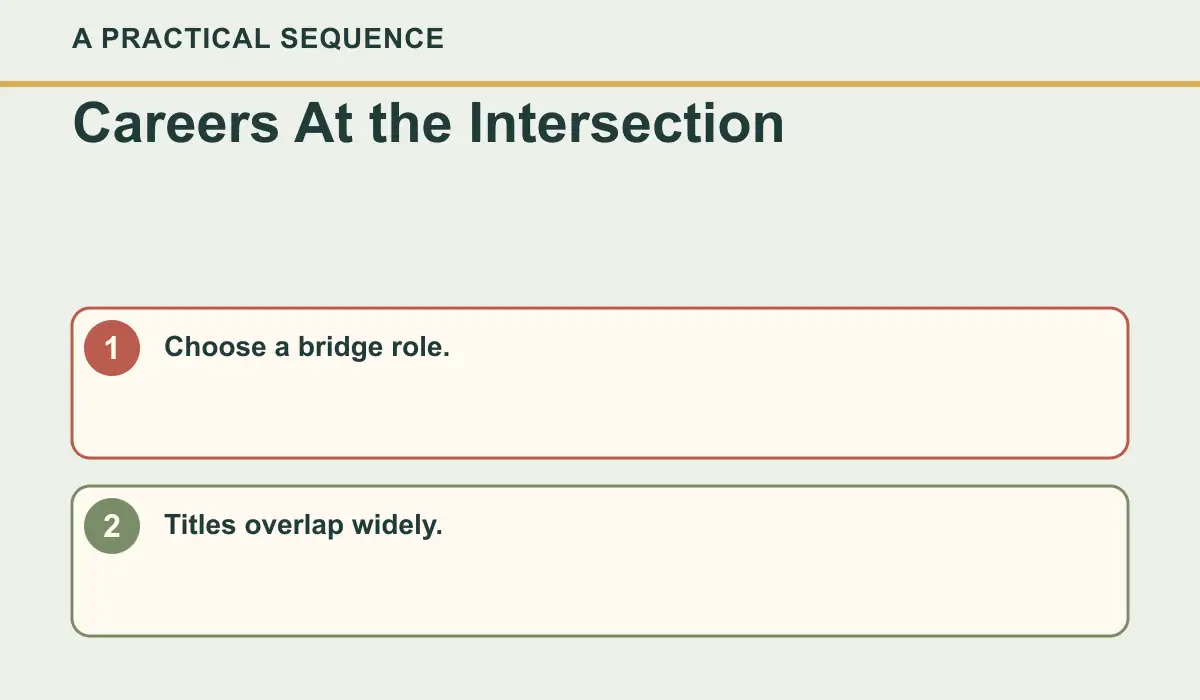 A PRACTICAL SEQUENCE
Careers At the Intersection
1
Choose a bridge role.
2
Titles overlap widely.